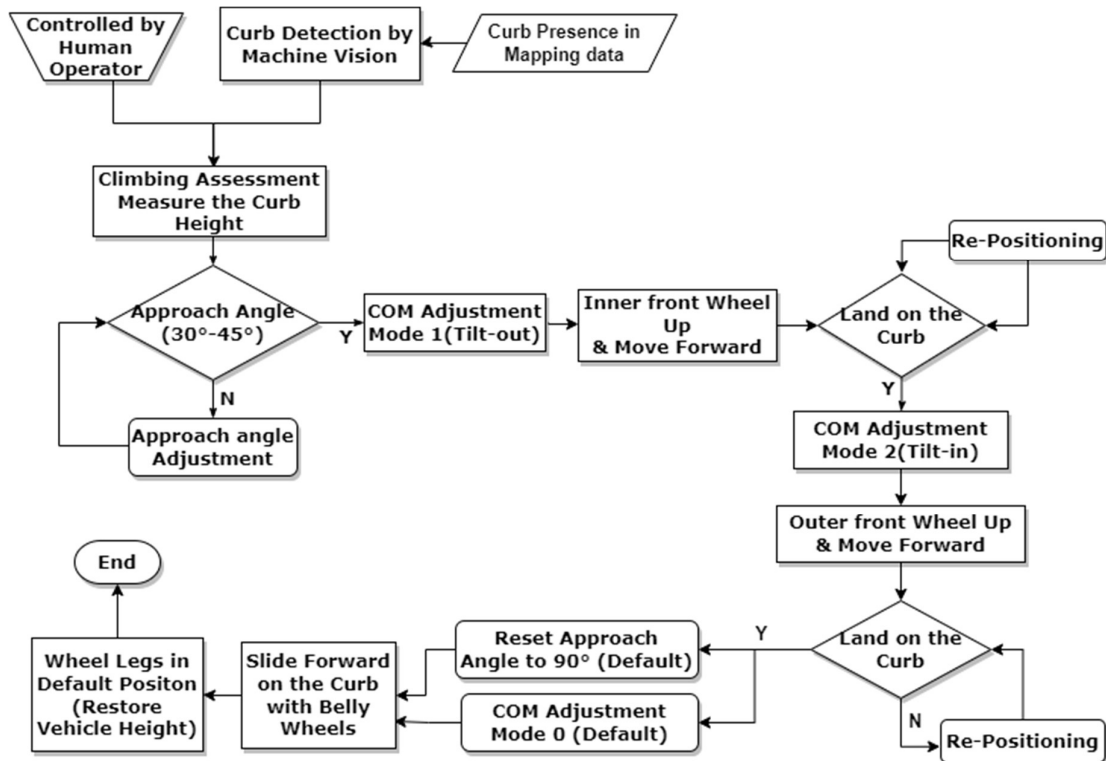 Controlled by
Human
Operator
Curb Detection by
Machine Vision
Curb Presence in
Mapping data
Climbing Assessment
Measure the Curb
Height
Approach Angle
(30°-45°)
Y
N
Approach angle
Adjustment
COM Adjustment
Mode 1(Tilt-out)
Inner front Wheel
Up
& Move Forward
Re-Positioning
Land on the
Curb
Y
COM Adjustment
Mode 2(Tilt-in)
Outer front Wheel Up
& Move Forward
Land on the
Curb
Y
N
Re-Positioning
Reset Approach
Angle to 90° (Default)
COM Adjustment
Mode 0 (Default)
Slide Forward
on the Curb
with Belly
Wheels
Wheel Legs in
Default Positon
(Restore
Vehicle Height)
End